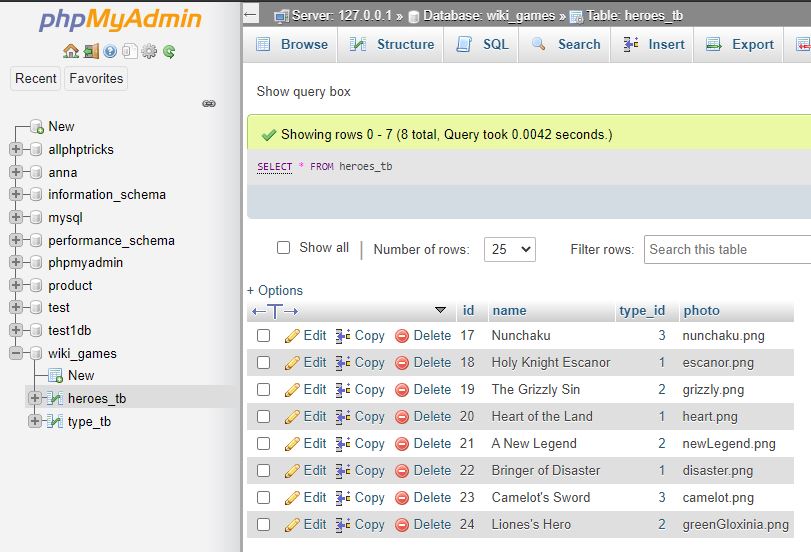 phpMyAdmin
Recent Favorites
New
allphptricks
anna
information_schema
mysql
performance_schema
phpmyadmin
product
test
test1db
wiki_games
New
heroes_tb
type_tb
Server: 127.0.0.1 » Database: wiki_games » Table: heroes_tb
Browse Structure SQL Search Insert Export
Show query box
Showing rows 0 - 7 (8 total, Query took 0.0042 seconds.)
SELECT * FROM heroes_tb
Show all Number of rows: 25 Filter rows: Search this table
+ Options
←T→ id name type_id photo
Edit Copy Delete 17 Nunchaku 3 nunchaku.png
Edit Copy Delete 18 Holy Knight Escanor 1 escanor.png
Edit Copy Delete 19 The Grizzly Sin 2 grizzly.png
Edit Copy Delete 20 Heart of the Land 1 heart.png
Edit Copy Delete 21 A New Legend 2 newLegend.png
Edit Copy Delete 22 Bringer of Disaster 1 disaster.png
Edit Copy Delete 23 Camelot's Sword 3 camelot.png
Edit Copy Delete 24 Liones's Hero 2 greenGloxinia.png